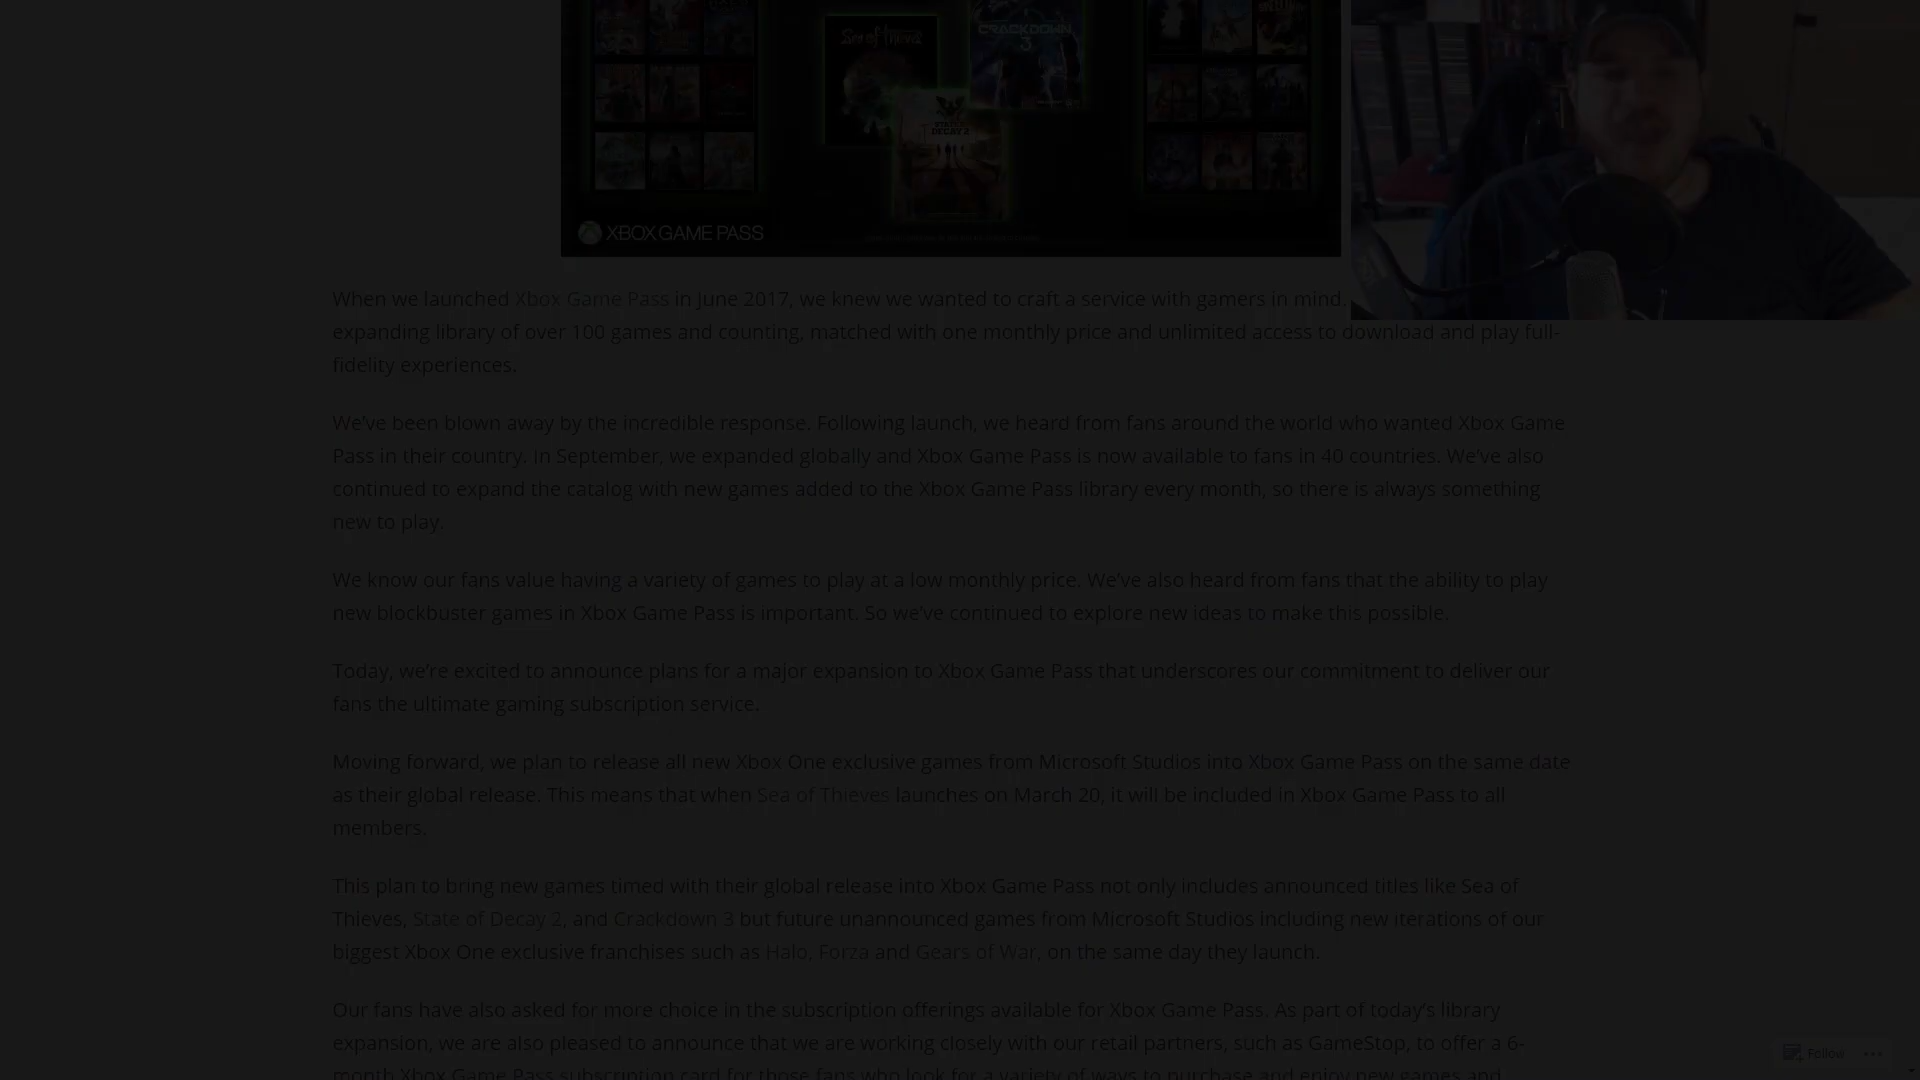 Sea of Thieves
CRACKDOWN
3
STATE OF
DECAY 2
XBOX GAME PASS
When we launched Xbox Game Pass in June 2017, we knew we wanted to craft a service with gamers in mind.
expanding library of over 100 games and counting, matched with one monthly price and unlimited access to download and play full-
fidelity experiences.
We've been blown away by the incredible response. Following launch, we heard from fans around the world who wanted Xbox Game
Pass in their country. In September, we expanded globally and Xbox Game Pass is now available to fans in 40 countries. We've also
continued to expand the catalog with new games added to the Xbox Game Pass library every month, so there is always something
new to play.
We know our fans value having a variety of games to play at a low monthly price. We've also heard from fans that the ability to play
new blockbuster games in Xbox Game Pass is important. So we've continued to explore new ideas to make this possible.
Today, we're excited to announce plans for a major expansion to Xbox Game Pass that underscores our commitment to deliver our
fans the ultimate gaming subscription service.
Moving forward, we plan to release all new Xbox One exclusive games from Microsoft Studios into Xbox Game Pass on the same date
as their global release. This means that when Sea of Thieves launches on March 20, it will be included in Xbox Game Pass to all
members.
This plan to bring new games timed with their global release into Xbox Game Pass not only includes announced titles like Sea of
Thieves, State of Decay 2, and Crackdown 3 but future unannounced games from Microsoft Studios including new iterations of our
biggest Xbox One exclusive franchises such as Halo, Forza and Gears of War, on the same day they launch.
Our fans have also asked for more choice in the subscription offerings available for Xbox Game Pass. As part of today's library
expansion, we are also pleased to announce that we are working closely with our retail partners, such as GameStop, to offer a 6-
month Xbox Game Pass subscription card for those fans who look for a variety of ways to purchase and enjoy new games and
Follow